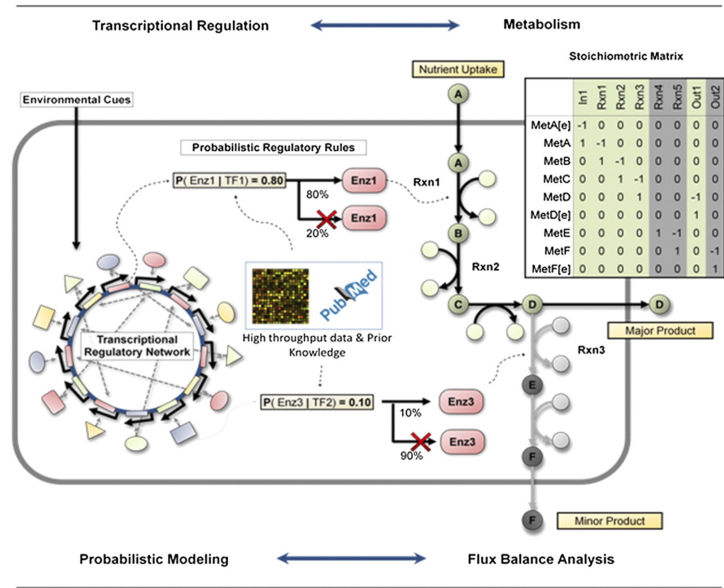 Transcriptional Regulation
Metabolism
Stoichiometric Matrix
Nutrient Uptake
In1 Rxn1 Rxn2 Rxn3 Rxn4 Rxn5 Out1 Out2
MetA[e] -1 0 0 0 0 0 0 0
MetA 1 -1 0 0 0 0 0 0
MetB 0 1 -1 0 0 0 0 0
MetC 0 0 1 -1 0 0 0 0
MetD 0 0 0 1 0 0 -1 0
MetD[e] 0 0 0 0 0 0 1 0
MetE 0 0 0 0 1 -1 0 0
MetF 0 0 0 0 0 1 0 -1
MetF[e] 0 0 0 0 0 0 0 1
Environmental Cues
A
Probabilistic Regulatory Rules
A
P( Enz1 | TF1) = 0.80
Enz1
Rxn1
80%
Enz1
20%
B
Rxn2
PubMed
High throughput data & Prior
Knowledge
C
D
D
Major Product
Transcriptional
Regulatory Network
Rxn3
E
P( Enz3 | TF2) = 0.10
Enz3
10%
Enz3
90%
F
F
Minor Product
Probabilistic Modeling
Flux Balance Analysis